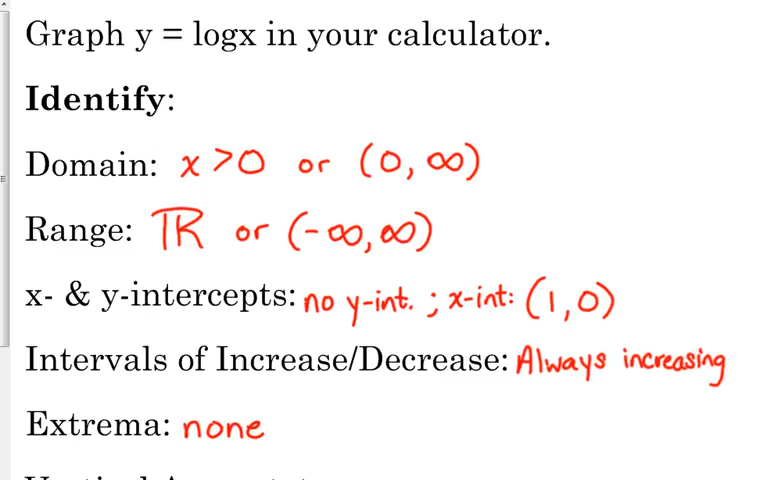 Graph y = logx in your calculator.
Identify:
Domain: x > 0 or (0, ∞)
Range: ℝ or (-∞, ∞)
x- & y-intercepts: no y-int. ; x-int: (1, 0)
Intervals of Increase/Decrease: Always increasing
Extrema: none